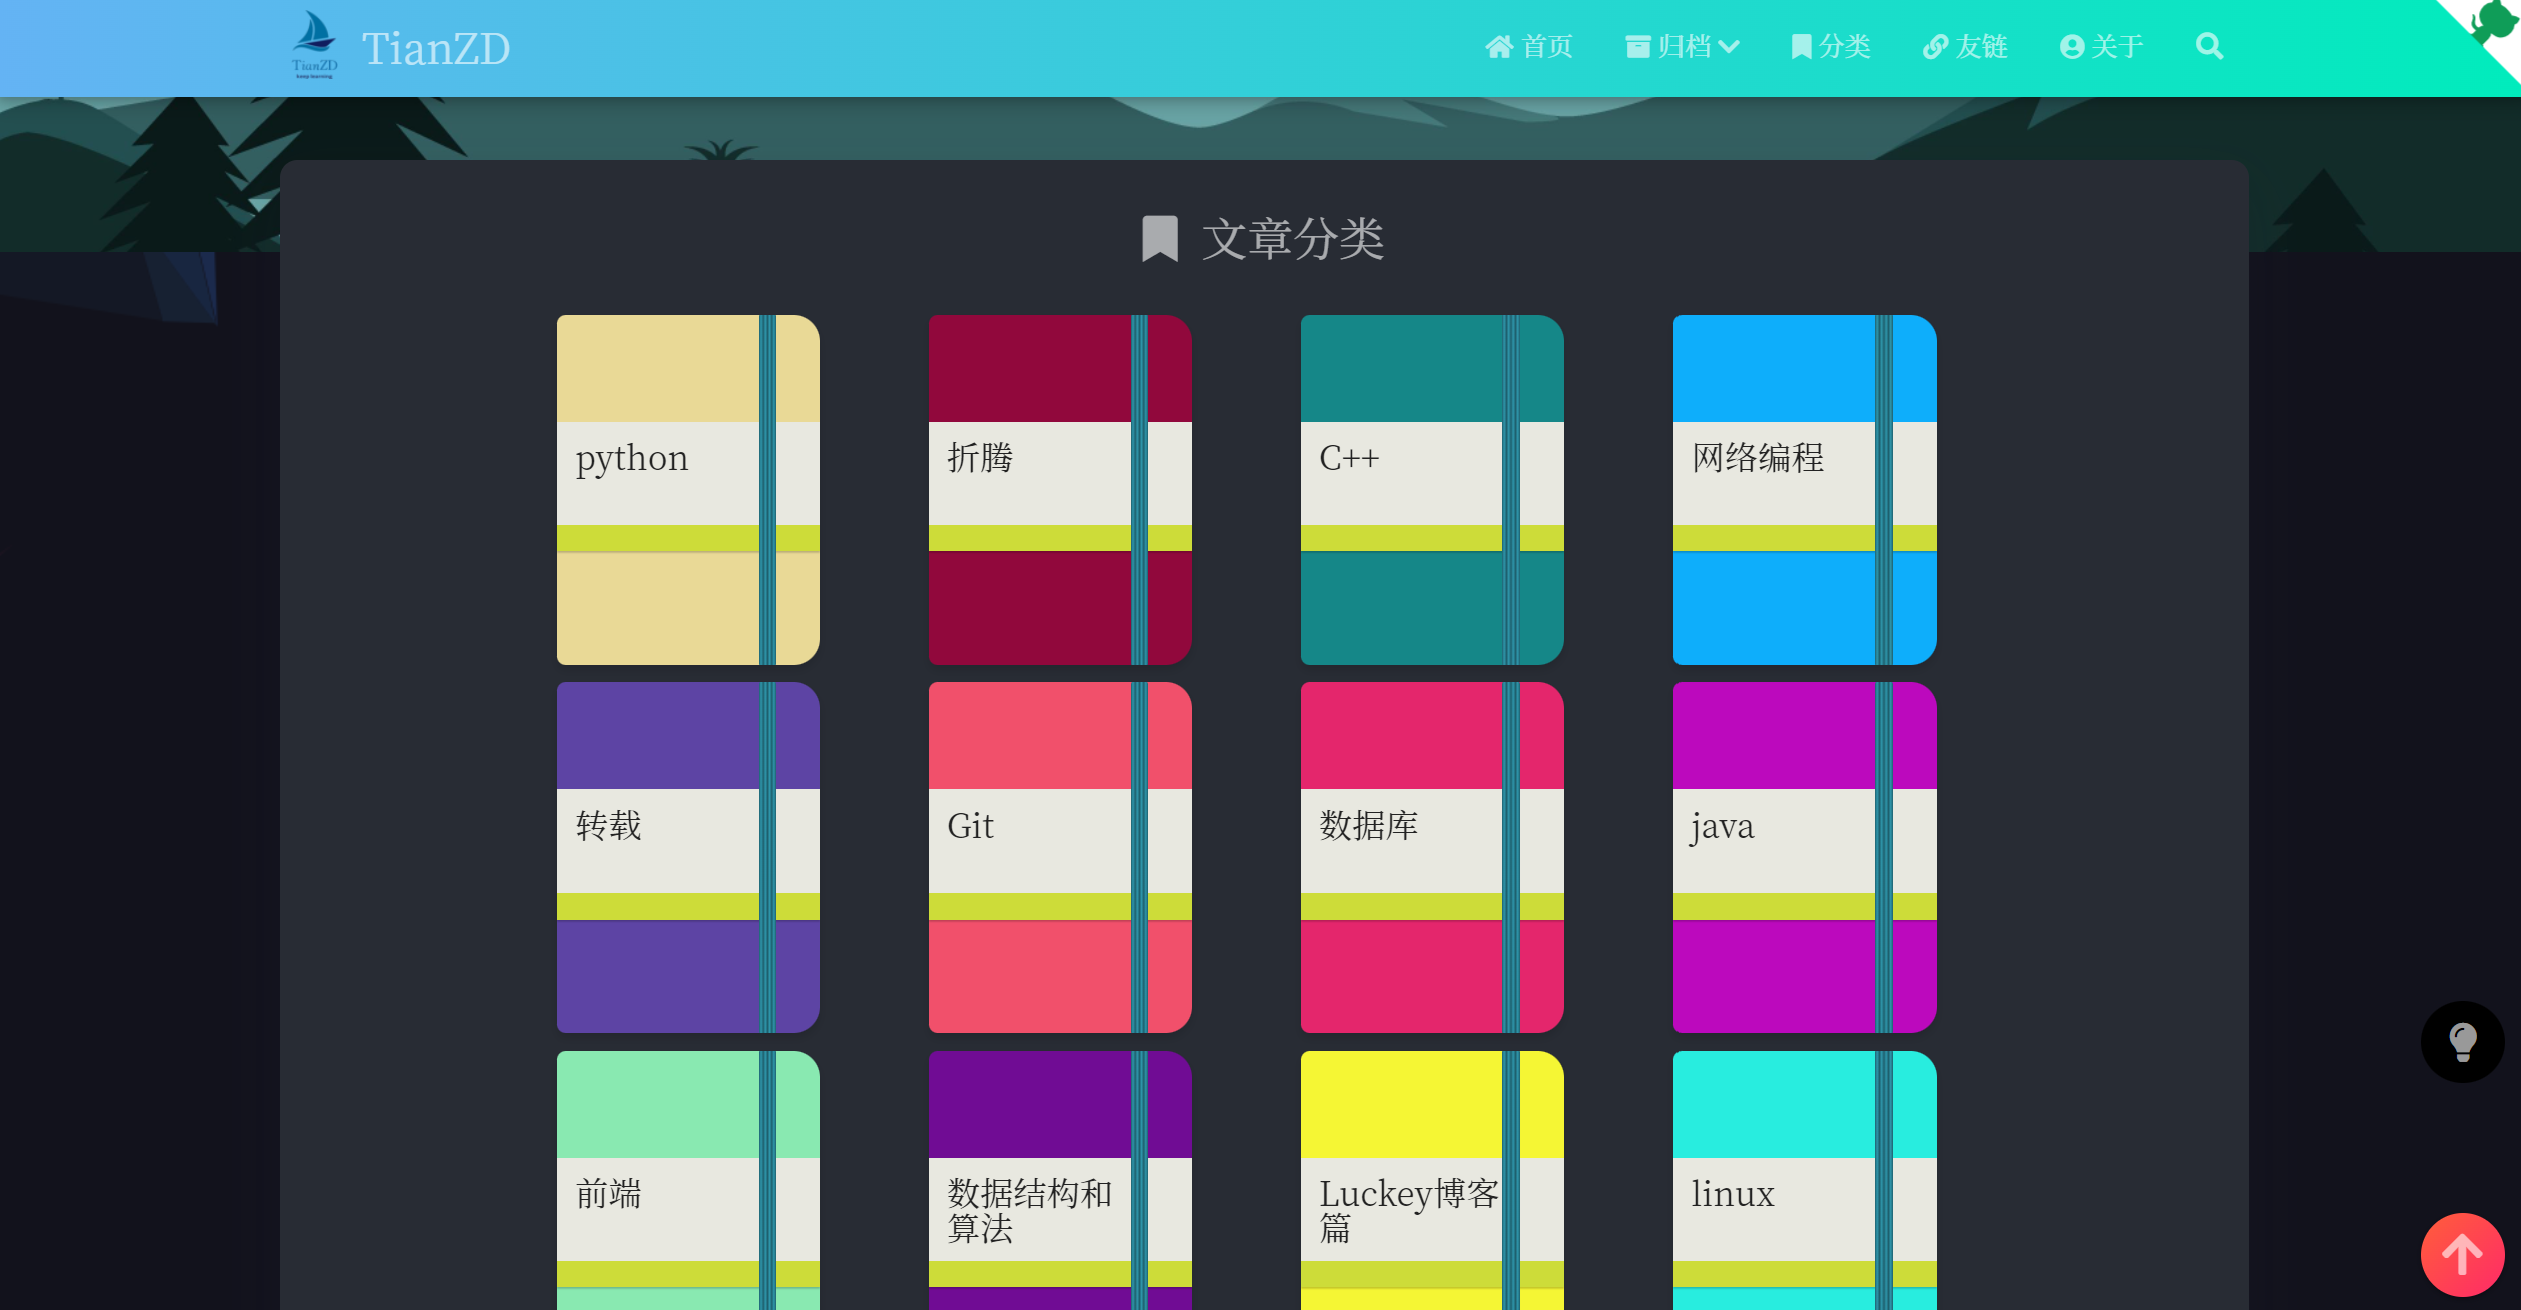 TianZD
keep learning
TianZD
首页
归档
分类
友链
关于
文章分类
python
折腾
C++
网络编程
转载
Git
数据库
java
前端
数据结构和
算法
Luckey博客
篇
linux